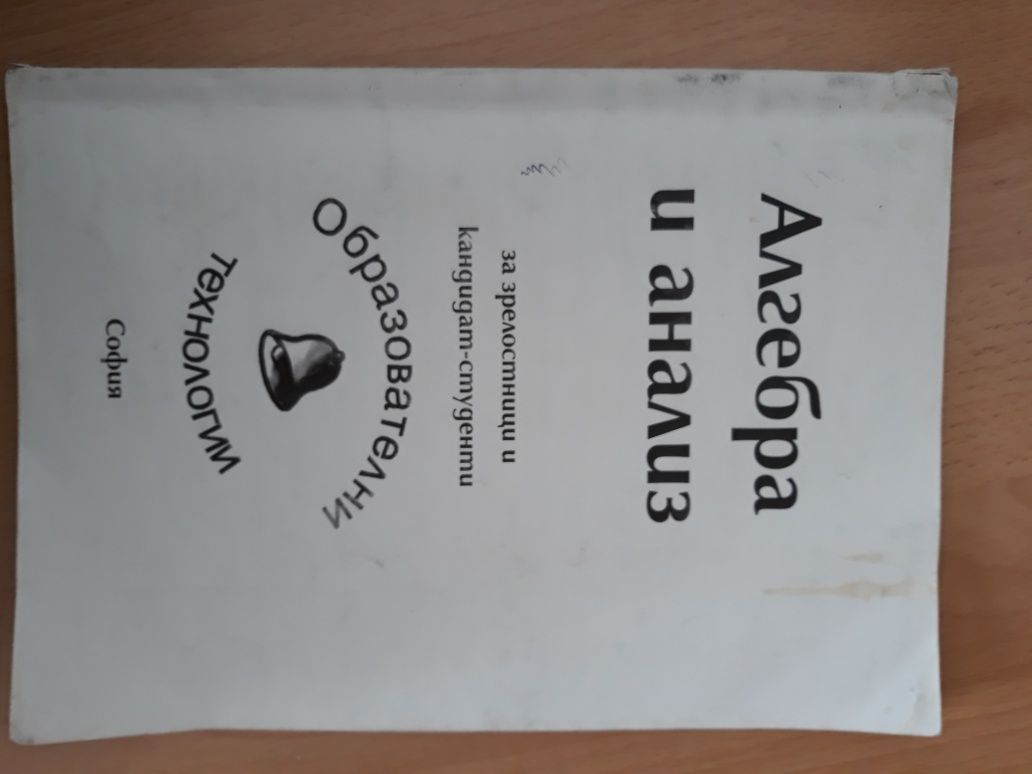 Алгебра
и анализ
за зрелостници и
кандидат-студенти
Образователни
технологии
София